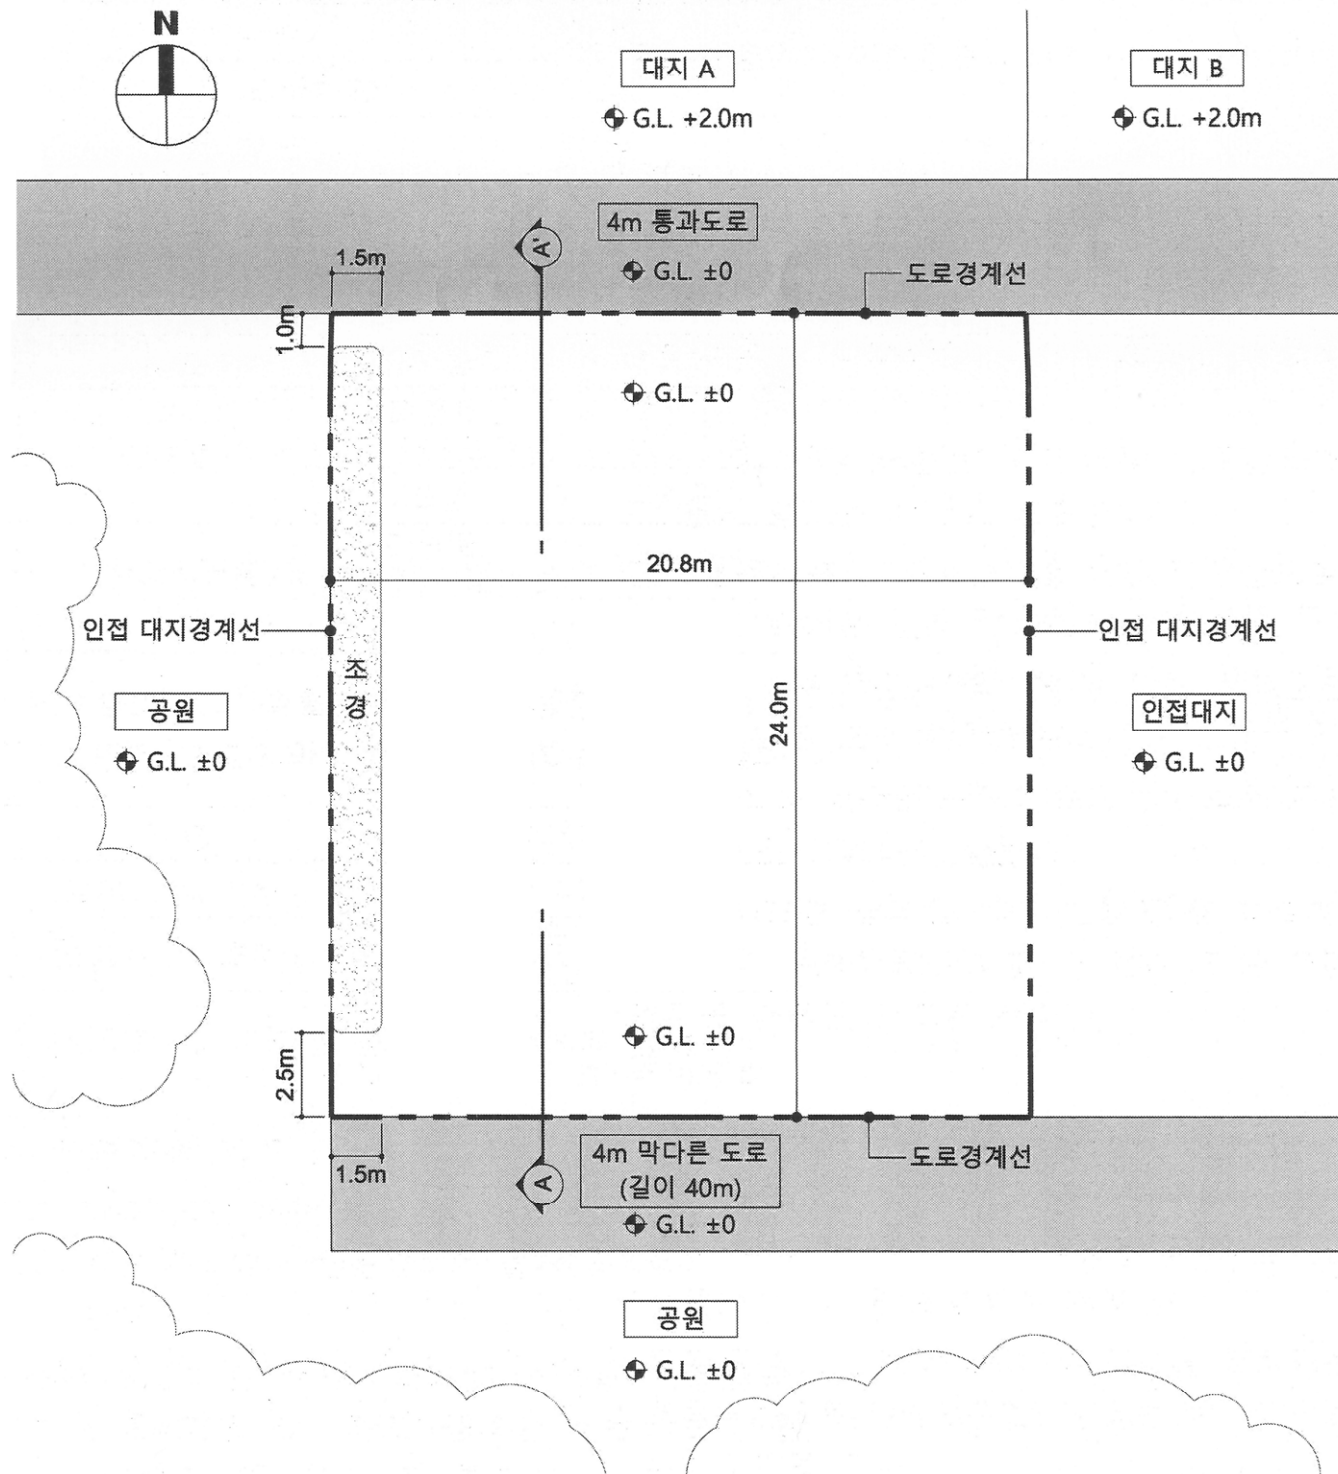 N
대지 A
G.L. +2.0m
대지 B
G.L. +2.0m
4m 통과도로
G.L. ±0
A'
1.5m
도로경계선
1.0m
G.L. ±0
20.8m
인접 대지경계선
인접 대지경계선
조
경
24.0m
공원
G.L. ±0
인접대지
G.L. ±0
G.L. ±0
2.5m
1.5m
A
4m 막다른 도로
(길이 40m)
G.L. ±0
도로경계선
공원
G.L. ±0